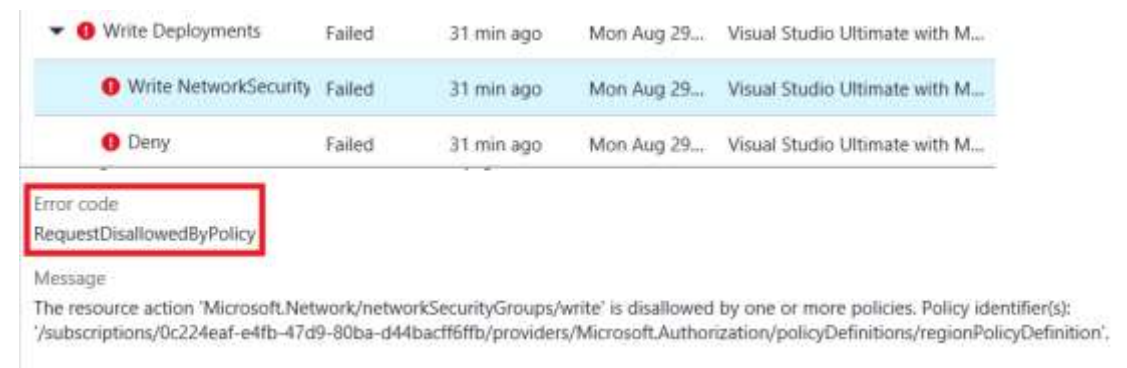 Write Deployments Failed 31 min ago Mon Aug 29... Visual Studio Ultimate with M...
Write NetworkSecurity Failed 31 min ago Mon Aug 29... Visual Studio Ultimate with M...
Deny Failed 31 min ago Mon Aug 29... Visual Studio Ultimate with M...
Error code
RequestDisallowedByPolicy
Message
The resource action 'Microsoft.Network/networkSecurityGroups/write' is disallowed by one or more policies. Policy identifier(s):
'/subscriptions/0c224eaf-e4fb-47d9-80ba-d44bacff6ffb/providers/Microsoft.Authorization/policyDefinitions/regionPolicyDefinition'.